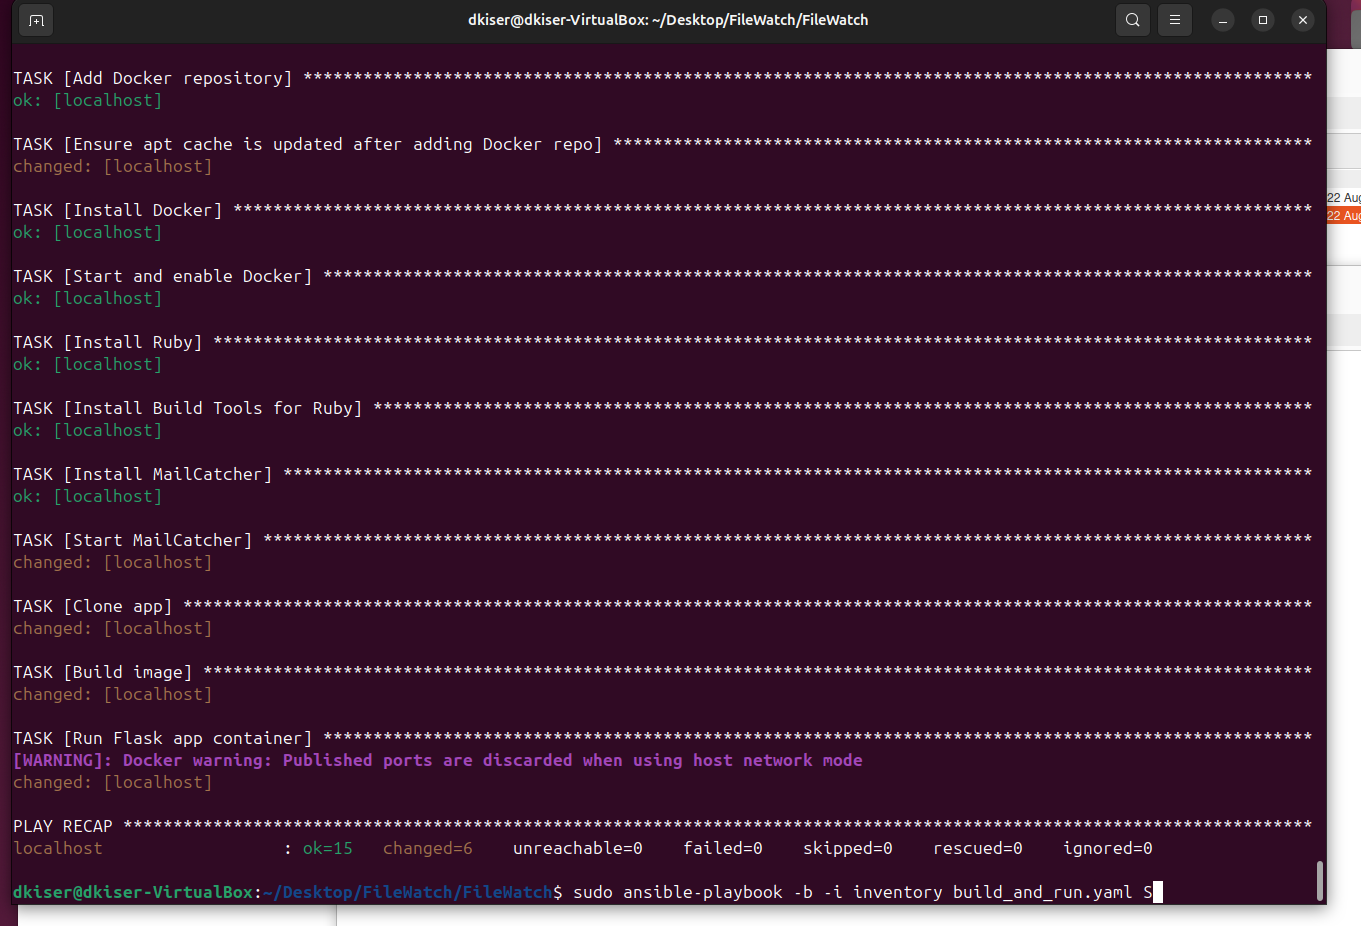 dkiser@dkiser-VirtualBox: ~/Desktop/FileWatch/FileWatch
TASK [Add Docker repository] *****************************************************************************************************
ok: [localhost]
TASK [Ensure apt cache is updated after adding Docker repo] **********************************************************************
changed: [localhost]
TASK [Install Docker] ************************************************************************************************************
ok: [localhost]
TASK [Start and enable Docker] ***************************************************************************************************
ok: [localhost]
TASK [Install Ruby] **************************************************************************************************************
ok: [localhost]
TASK [Install Build Tools for Ruby] **********************************************************************************************
ok: [localhost]
TASK [Install MailCatcher] *******************************************************************************************************
ok: [localhost]
TASK [Start MailCatcher] *********************************************************************************************************
changed: [localhost]
TASK [Clone app] *****************************************************************************************************************
changed: [localhost]
TASK [Build image] ***************************************************************************************************************
changed: [localhost]
TASK [Run Flask app container] ***************************************************************************************************
[WARNING]: Docker warning: Published ports are discarded when using host network mode
changed: [localhost]
PLAY RECAP ***********************************************************************************************************************
localhost                  : ok=15   changed=6    unreachable=0    failed=0    skipped=0    rescued=0    ignored=0
dkiser@dkiser-VirtualBox:~/Desktop/FileWatch/FileWatch$ sudo ansible-playbook -b -i inventory build_and_run.yaml S
22 Aug
22 Aug